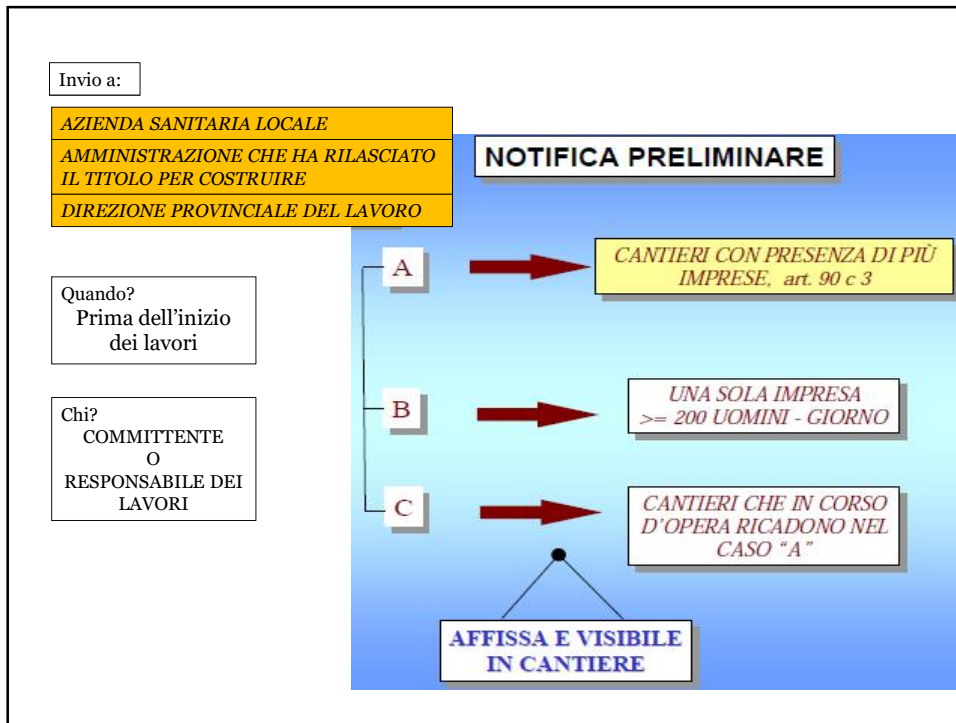 Invio a:
AZIENDA SANITARIA LOCALE
AMMINISTRAZIONE CHE HA RILASCIATO
IL TITOLO PER COSTRUIRE
DIREZIONE PROVINCIALE DEL LAVORO
NOTIFICA PRELIMINARE
Quando?
Prima dell’inizio
dei lavori
Chi?
COMMITTENTE
O
RESPONSABILE DEI
LAVORI
A
CANTIERI CON PRESENZA DI PIÙ
IMPRESE, art. 90 c 3
B
UNA SOLA IMPRESA
>= 200 UOMINI - GIORNO
C
CANTIERI CHE IN CORSO
D'OPERA RICADONO NEL
CASO “A”
AFFISSA E VISIBILE
IN CANTIERE